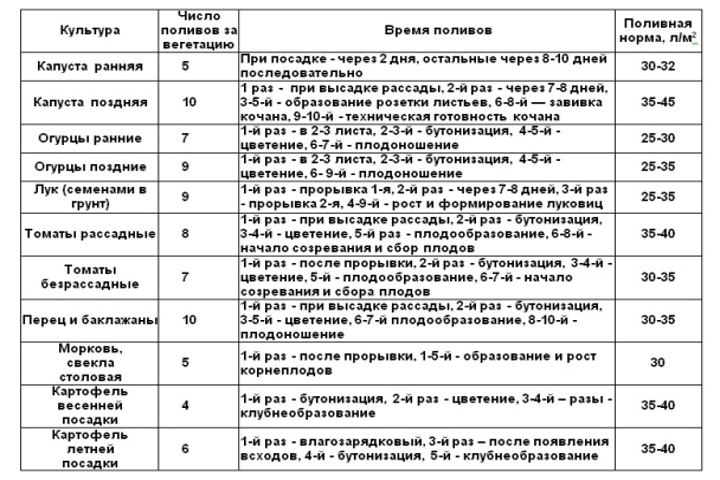 Культура
Число
поливов за
вегетацию
Время поливов
Поливная
норма, л/м²
Капуста ранняя
5
При посадке - через 2 дня, остальные через 8-10 дней
последовательно
30-32
Капуста поздняя
10
1 раз - при высадке рассады, 2-й раз - через 7-8 дней,
3-5-й - образование розетки листьев, 6-8-й — завивка
кочана, 9-10-й - техническая готовность кочана
35-45
Огурцы ранние
7
1-й раз - в 2-3 листа, 2-3-й - бутонизация, 4-5-й -
цветение, 6-7-й - плодоношение
25-30
Огурцы поздние
9
1-й раз - в 2-3 листа, 2-3-й - бутонизация, 4-5-й -
цветение, 6- 9-й - плодоношение
25-35
Лук (семенами в
грунт)
9
1-й раз - прорывка 1-я, 2-й раз - через 7-8 дней, 3-й раз
- прорывка 2-я, 4-9-й - рост и формирование луковиц
25-35
Томаты рассадные
8
1-й раз - при высадке рассады, 2-й раз - бутонизация,
3-4-й - цветение, 5-й раз - плодообразование, 6-8-й -
начало созревания и сбор плодов
35-40
Томаты
безрассадные
7
1-й раз - после прорывки, 2-й раз - бутонизация, 3-4-й -
цветение, 5-й - плодообразование, 6-7-й - начало
созревания и сбора плодов
30-35
Перец и баклажаны
10
1-й раз - при высадке рассады, 2-й раз - бутонизация,
3-5-й - цветение, 6-7-й плодообразование, 8-10-й -
плодоношение
30-35
Морковь,
свекла
столовая
5
1-й раз - после прорывки, 1-5-й - образование и рост
корнеплодов
30
Картофель
весенней
посадки
4
1-й раз - бутонизация, 2-й раз - цветение, 3-4-й – разы -
клубнеобразование
35-40
Картофель
летней
посадки
6
1-й раз - влагозарядковый, 3-й раз – после появления
всходов, 4-й - бутонизация, 5-й - клубнеобразование
35-40